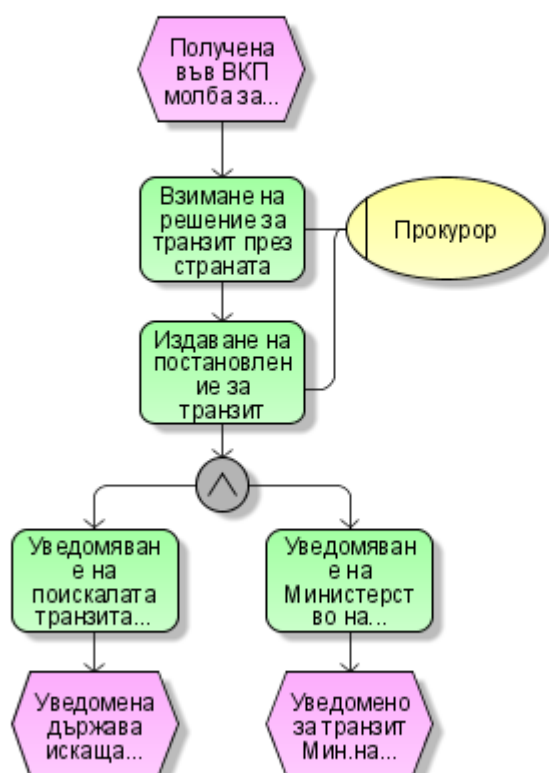 Получена
във ВКП
молба за...
Взимане на
решение за
транзит през
страната
Прокурор
Издаване на
постановлен
ие за
транзит
Уведомяван
е на
поискалата
транзита...
Уведомяван
е на
Министерст
во на...
Уведомена
държава
искаща...
Уведомено
за транзит
Мин.на...